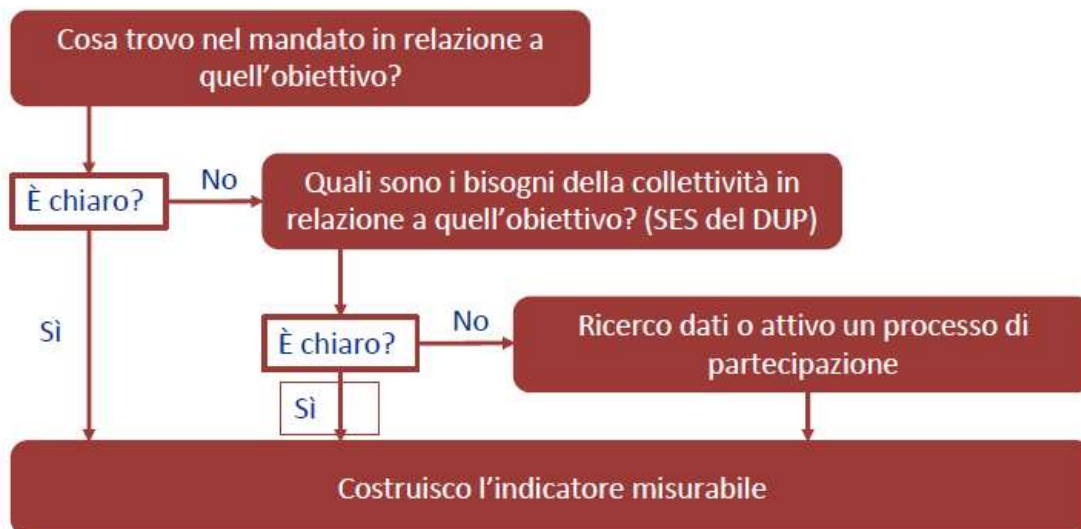 Cosa trovo nel mandato in relazione a
quell'obiettivo?
È chiaro?
No
Quali sono i bisogni della collettività in
relazione a quell'obiettivo? (SES del DUP)
Sì
È chiaro?
No
Ricerco dati o attivo un processo di
partecipazione
Sì
Costruisco l'indicatore misurabile